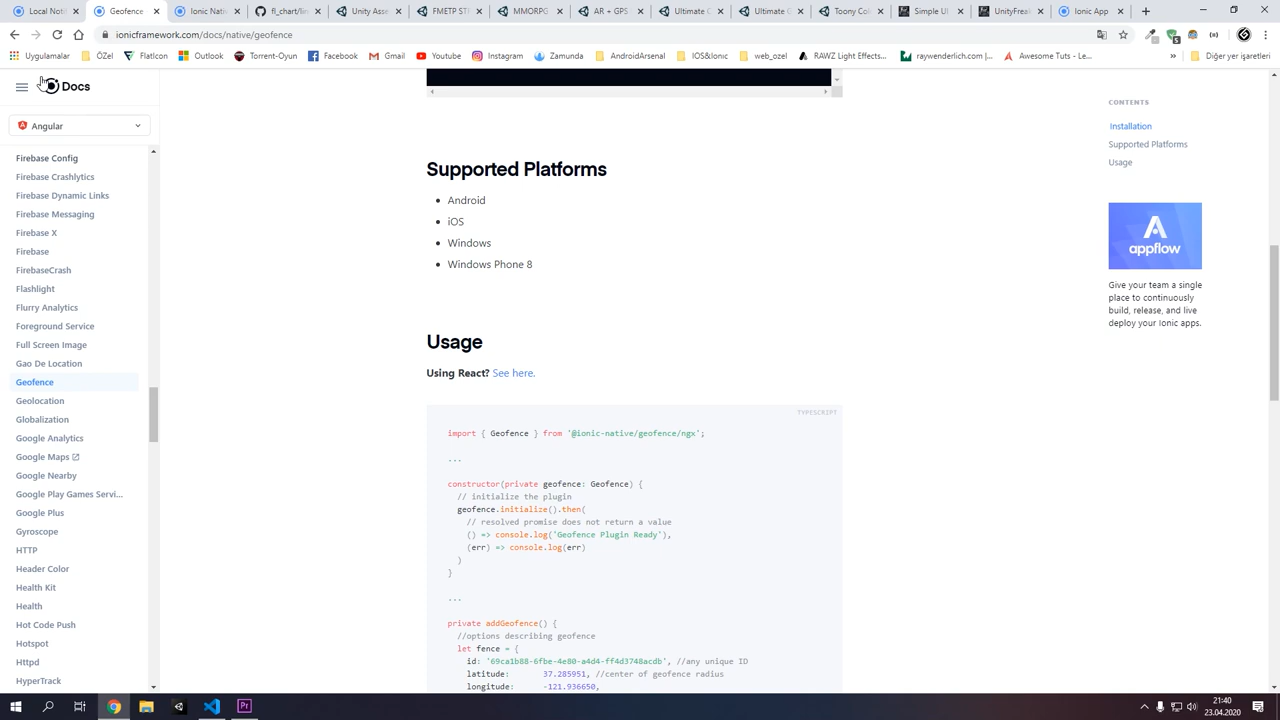 Local Not
Geofence
Ionic Nati
fl_chart/lin
Unity Asse
FMETP STR
MMORPG
AR + GPS
Ultimate C
Ultimate G
Toony Colo
Simple UI
UnityFreak
Ionic App
ionicframework.com/docs/native/geofence
Uygulamalar
ÖZel
FlatIcon
Outlook
Torrent-Oyun
Facebook
Gmail
Youtube
Instagram
Zamunda
AndroidArsenal
IOS&Ionic
web_ozel
RAWZ Light Effects...
raywenderlich.com |...
Awesome Tuts - Le...
»
Diğer yer işaretleri
Docs
Angular
Firebase Config
Firebase Crashlytics
Firebase Dynamic Links
Firebase Messaging
Firebase X
Firebase
FirebaseCrash
Flashlight
Flurry Analytics
Foreground Service
Full Screen Image
Gao De Location
Geofence
Geolocation
Globalization
Google Analytics
Google Maps
Google Nearby
Google Play Games Servi...
Google Plus
Gyroscope
HTTP
Header Color
Health Kit
Health
Hot Code Push
Hotspot
Httpd
HyperTrack
Supported Platforms
• Android
• iOS
• Windows
• Windows Phone 8
Usage
Using React? See here.
TYPESCRIPT
import { Geofence } from '@ionic-native/geofence/ngx';
...
constructor(private geofence: Geofence) {
// initialize the plugin
geofence.initialize().then(
// resolved promise does not return a value
() => console.log('Geofence Plugin Ready'),
(err) => console.log(err)
)
}
...
private addGeofence() {
//options describing geofence
let fence = {
id: '69ca1b88-6fbe-4e80-a4d4-ff4d3748acdb', //any unique ID
latitude: 37.285951, //center of geofence radius
longitude: -121.936650,
CONTENTS
Installation
Supported Platforms
Usage
appflow
Give your team a single
place to continuously
build, release, and live
deploy your Ionic apps.
21:40
23.04.2020